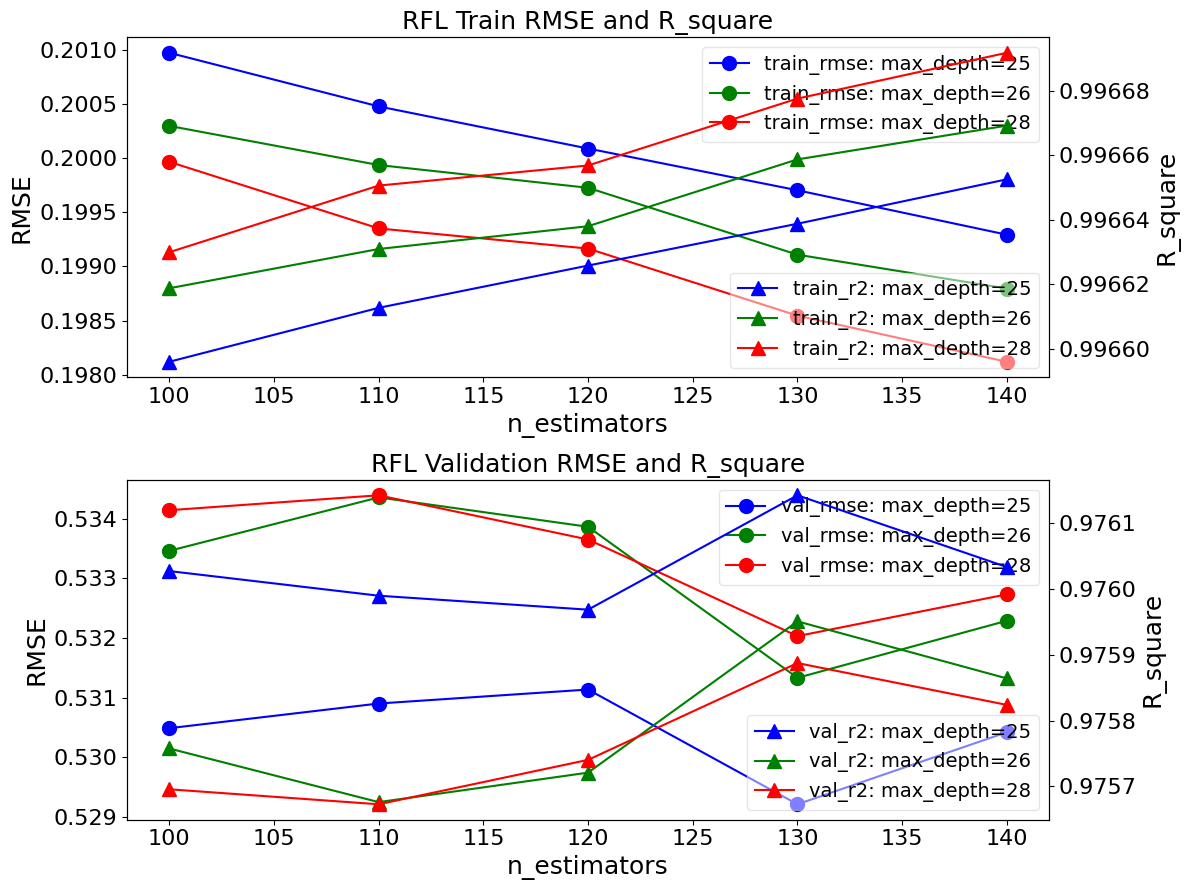 RFL Train RMSE and R_square
0.2010
0.2005
0.2000
0.1995
0.1990
0.1985
0.1980
RMSE
train_rmse: max_depth=25
train_rmse: max_depth=26
train_rmse: max_depth=28
train_r2: max_depth=25
train_r2: max_depth=26
train_r2: max_depth=28
0.99668
0.99666
0.99664
0.99662
0.99660
R_square
100 105 110 115 120 125 130 135 140
n_estimators
RFL Validation RMSE and R_square
0.534
0.533
0.532
0.531
0.530
0.529
RMSE
val_rmse: max_depth=25
val_rmse: max_depth=26
val_rmse: max_depth=28
val_r2: max_depth=25
val_r2: max_depth=26
val_r2: max_depth=28
0.9761
0.9760
0.9759
0.9758
0.9757
R_square
100 105 110 115 120 125 130 135 140
n_estimators